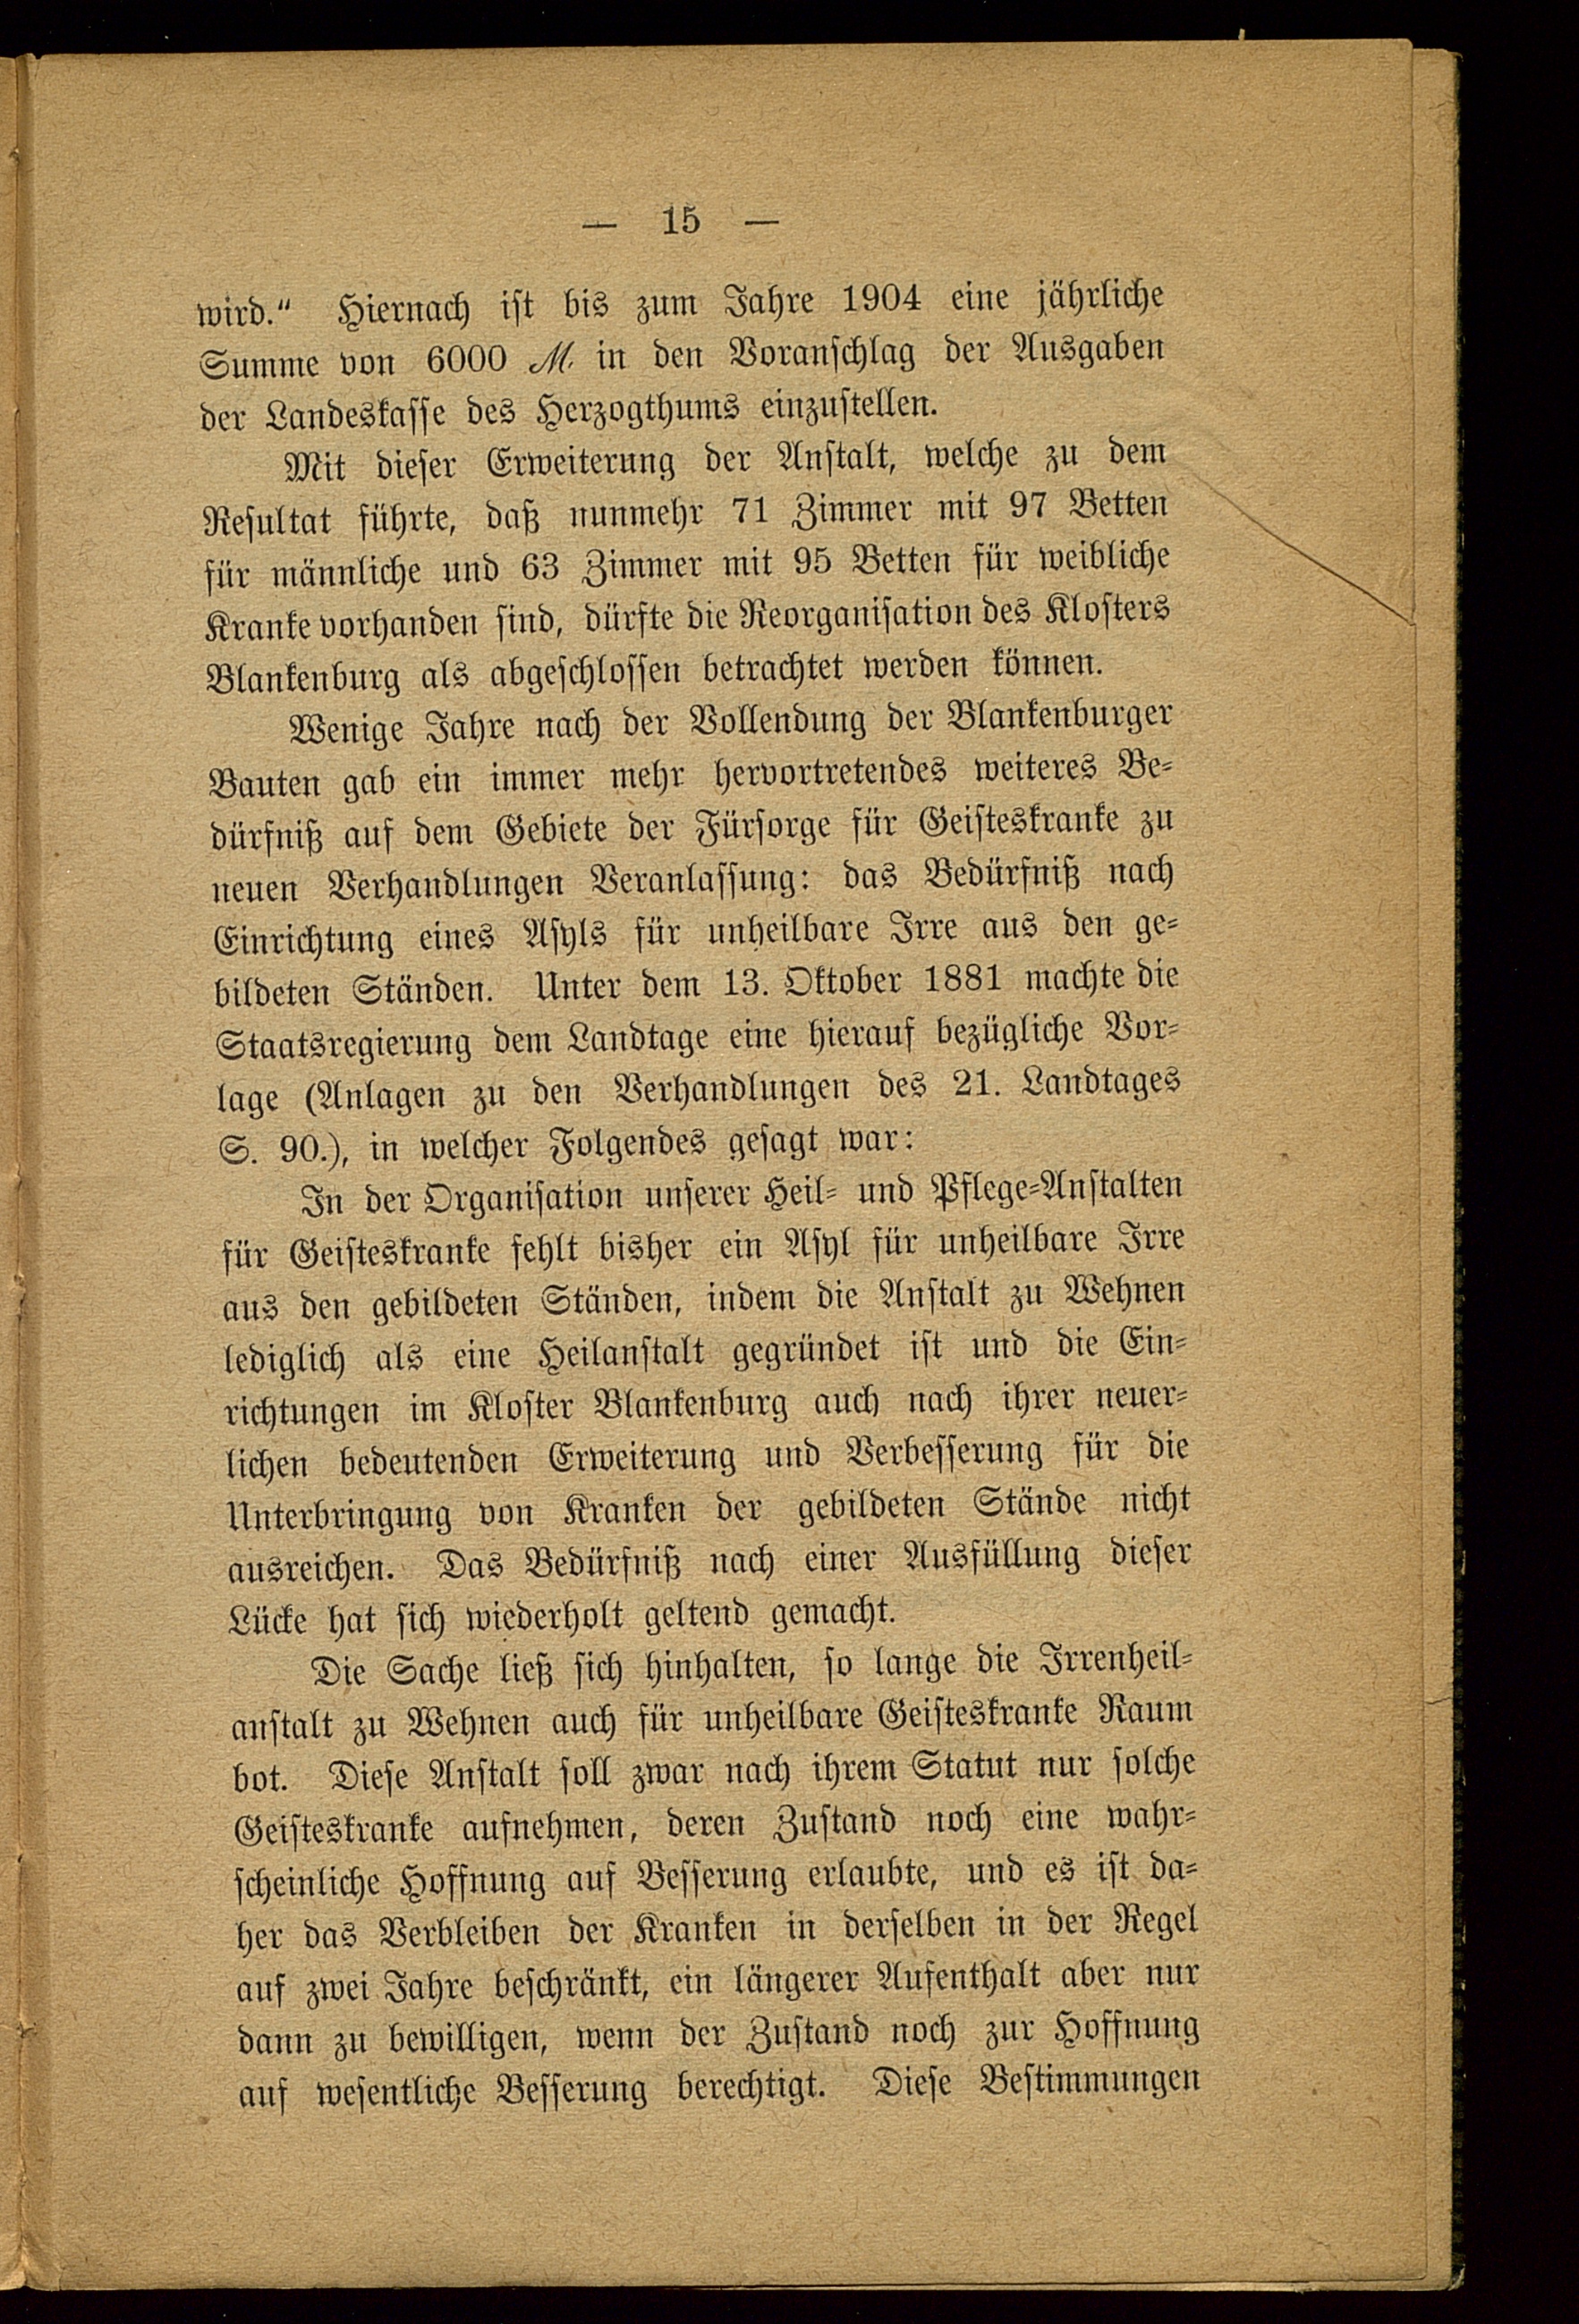 — 15 —
wird.“ Hiernach ist bis zum Jahre 1904 eine jährliche
Summe von 6000 M. in den Voranschlag der Ausgaben
der Landeskasse des Herzogthums einzustellen.
Mit dieser Erweiterung der Anstalt, welche zu dem
Resultat führte, daß nunmehr 71 Zimmer mit 97 Betten
für männliche und 63 Zimmer mit 95 Betten für weibliche
Kranke vorhanden sind, dürfte die Reorganisation des Klosters
Blankenburg als abgeschlossen betrachtet werden können.
Wenige Jahre nach der Vollendung der Blankenburger
Bauten gab ein immer mehr hervortretendes weiteres Be-
dürfniß auf dem Gebiete der Fürsorge für Geisteskranke zu
neuen Verhandlungen Veranlassung: das Bedürfniß nach
Einrichtung eines Asyls für unheilbare Irre aus den ge-
bildeten Ständen. Unter dem 13. Oktober 1881 machte die
Staatsregierung dem Landtage eine hierauf bezügliche Vor-
lage (Anlagen zu den Verhandlungen des 21. Landtages
S. 90.), in welcher Folgendes gesagt war:
In der Organisation unserer Heil- und Pflege-Anstalten
für Geisteskranke fehlt bisher ein Asyl für unheilbare Irre
aus den gebildeten Ständen, indem die Anstalt zu Wehnen
lediglich als eine Heilanstalt gegründet ist und die Ein-
richtungen im Kloster Blankenburg auch nach ihrer neuer-
lichen bedeutenden Erweiterung und Verbesserung für die
Unterbringung von Kranken der gebildeten Stände nicht
ausreichen. Das Bedürfniß nach einer Ausfüllung dieser
Lücke hat sich wiederholt geltend gemacht.
Die Sache ließ sich hinhalten, so lange die Irrenheil-
anstalt zu Wehnen auch für unheilbare Geisteskranke Raum
bot. Diese Anstalt soll zwar nach ihrem Statut nur solche
Geisteskranke aufnehmen, deren Zustand noch eine wahr-
scheinliche Hoffnung auf Besserung erlaubte, und es ist da-
her das Verbleiben der Kranken in derselben in der Regel
auf zwei Jahre beschränkt, ein längerer Aufenthalt aber nur
dann zu bewilligen, wenn der Zustand noch zur Hoffnung
auf wesentliche Besserung berechtigt. Diese Bestimmungen